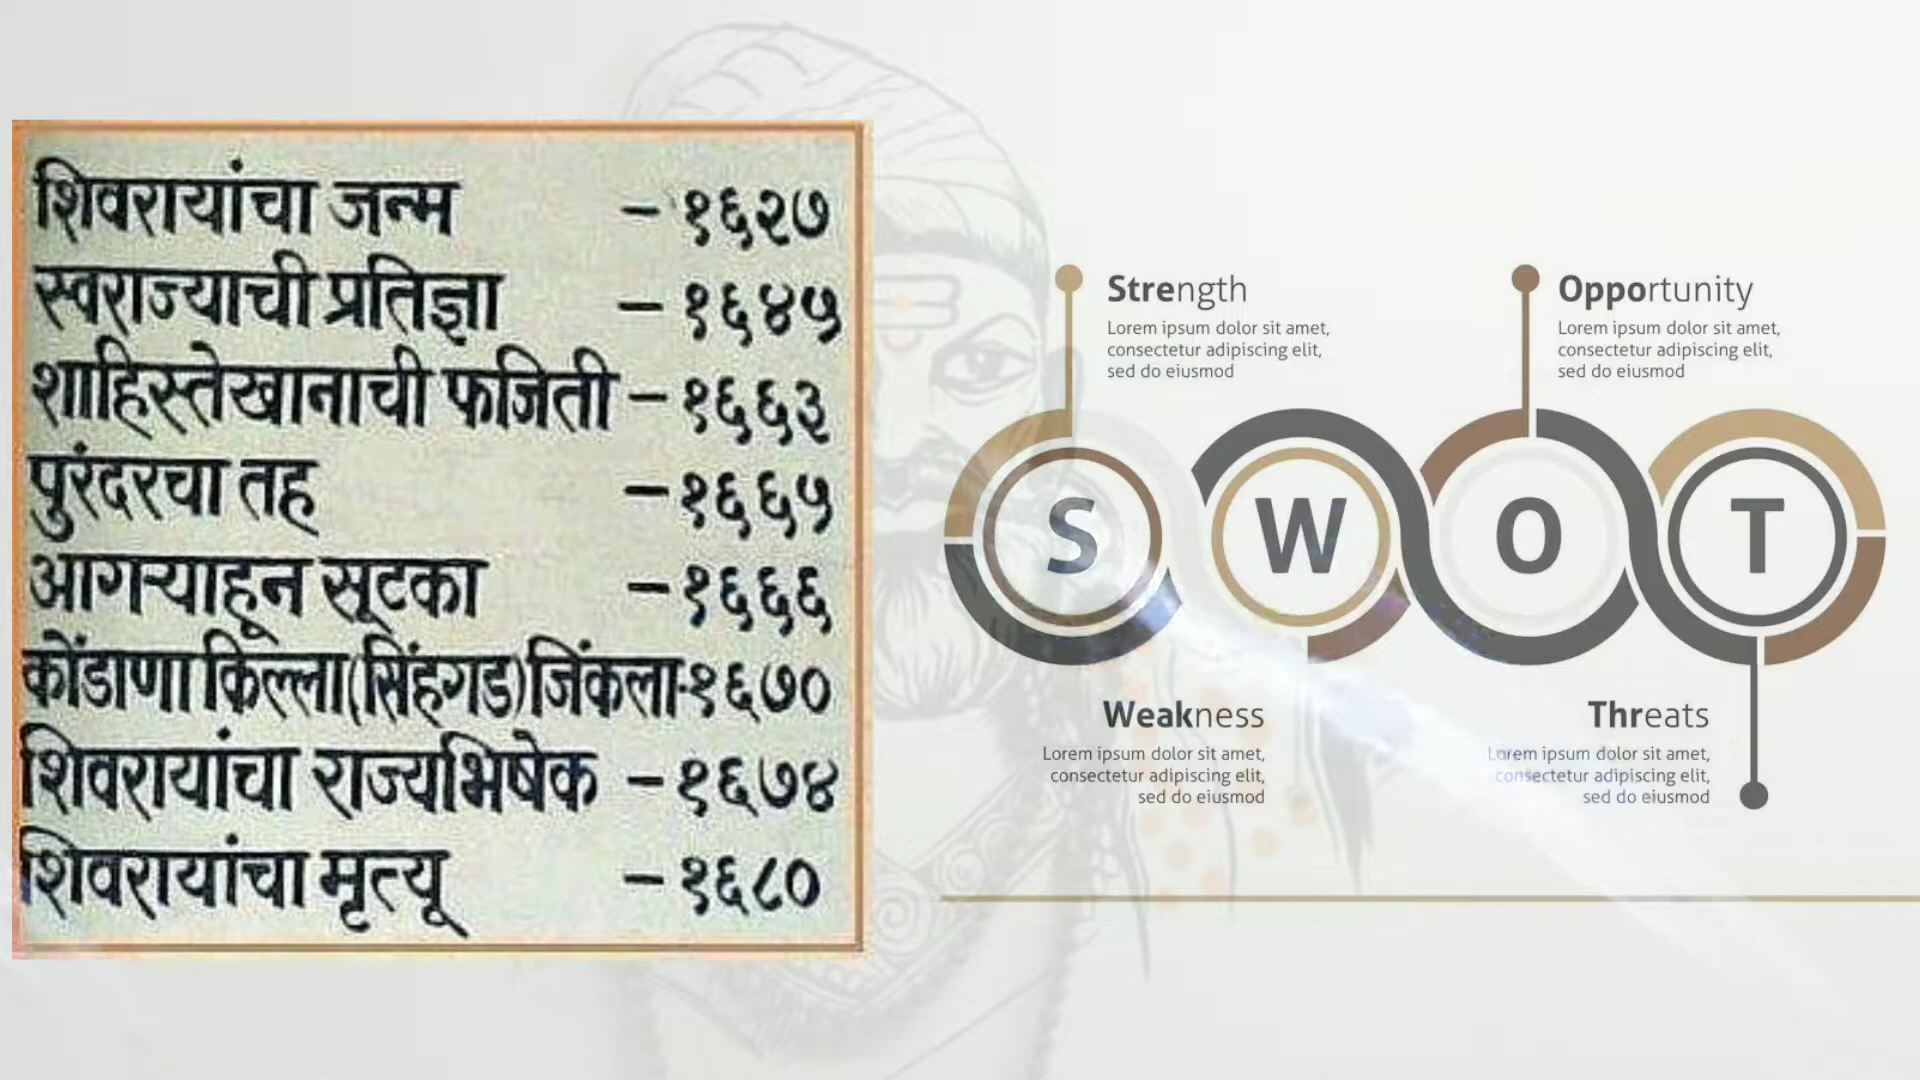 शिवरायांचा जन्म - १६२७
स्वराज्याची प्रतिज्ञा - १६४५
शाहिस्तेखानाची फजिती - १६६३
पुरंदरचा तह - १६६५
आगऱ्याहून सूटका - १६६६
कोंडाणा किल्ला(सिंहगड)जिंकला-१६७०
शिवरायांचा राज्यभिषेक - १६७४
शिवरायांचा मृत्यू - १६८०
Strength
Lorem ipsum dolor sit amet,
consectetur adipiscing elit,
sed do eiusmod
Opportunity
Lorem ipsum dolor sit amet,
consectetur adipiscing elit,
sed do eiusmod
S W O T
Weakness
Lorem ipsum dolor sit amet,
consectetur adipiscing elit,
sed do eiusmod
Threats
Lorem ipsum dolor sit amet,
consectetur adipiscing elit,
sed do eiusmod